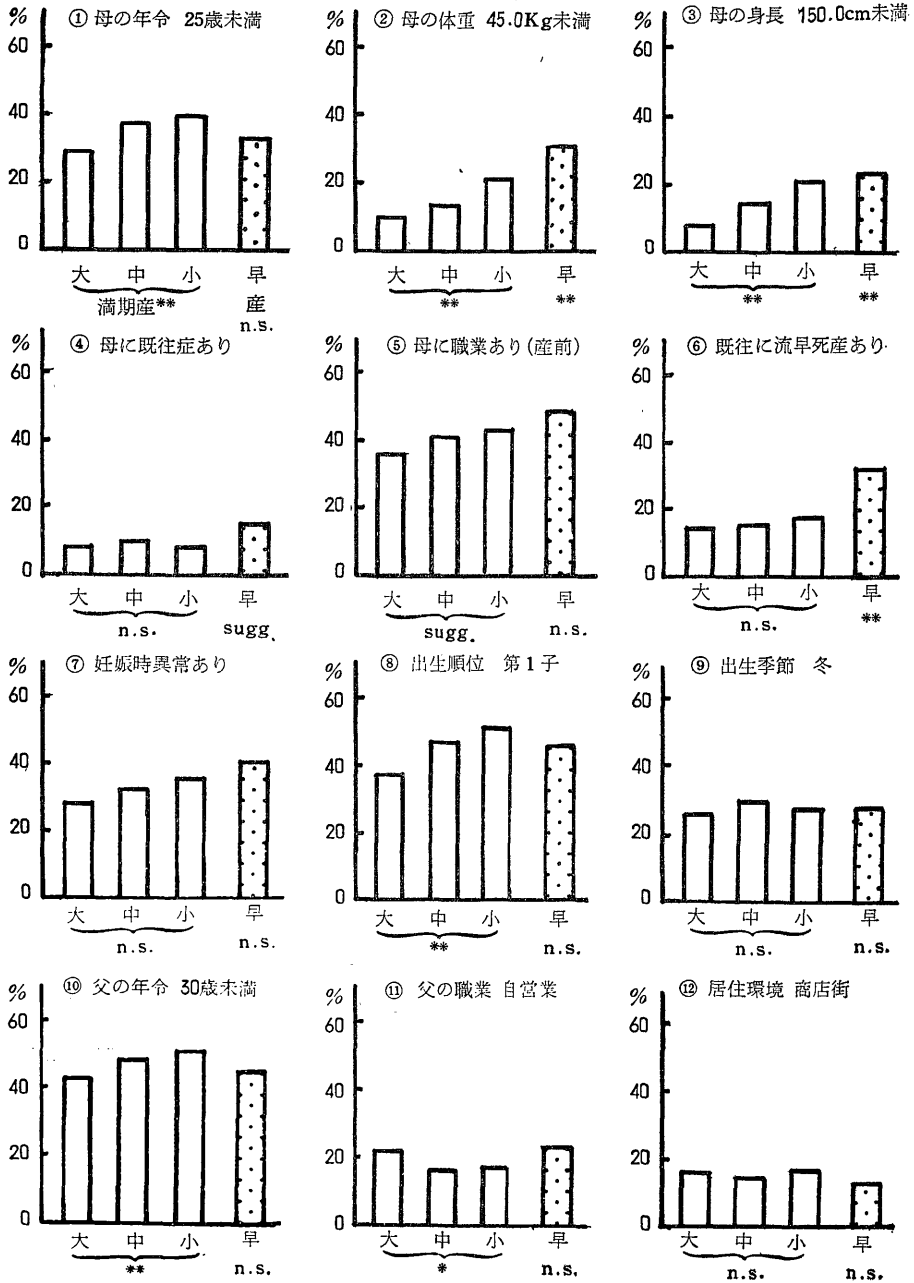 ① 母の年令 25歳未満
%
60
40
20
0
大 中 小 早
満期産** 産
n.s.
② 母の体重 45.0Kg未満
%
60
40
20
0
大 中 小 早
** **
③ 母の身長 150.0cm未満
%
60
40
20
0
大 中 小 早
** **
④ 母に既往症あり
%
60
40
20
0
大 中 小 早
n.s. sugg.
⑤ 母に職業あり(産前)
%
60
40
20
0
大 中 小 早
sugg. n.s.
⑥ 既往に流早死産あり
%
60
40
20
0
大 中 小 早
n.s. **
⑦ 妊娠時異常あり
%
60
40
20
0
大 中 小 早
n.s. n.s.
⑧ 出生順位 第1子
%
60
40
20
0
大 中 小 早
** n.s.
⑨ 出生季節 冬
%
60
40
20
0
大 中 小 早
n.s. n.s.
⑩ 父の年令 30歳未満
%
60
40
20
0
大 中 小 早
** n.s.
⑪ 父の職業 自営業
%
60
40
20
0
大 中 小 早
* n.s.
⑫ 居住環境 商店街
%
60
40
20
0
大 中 小 早
n.s. n.s.